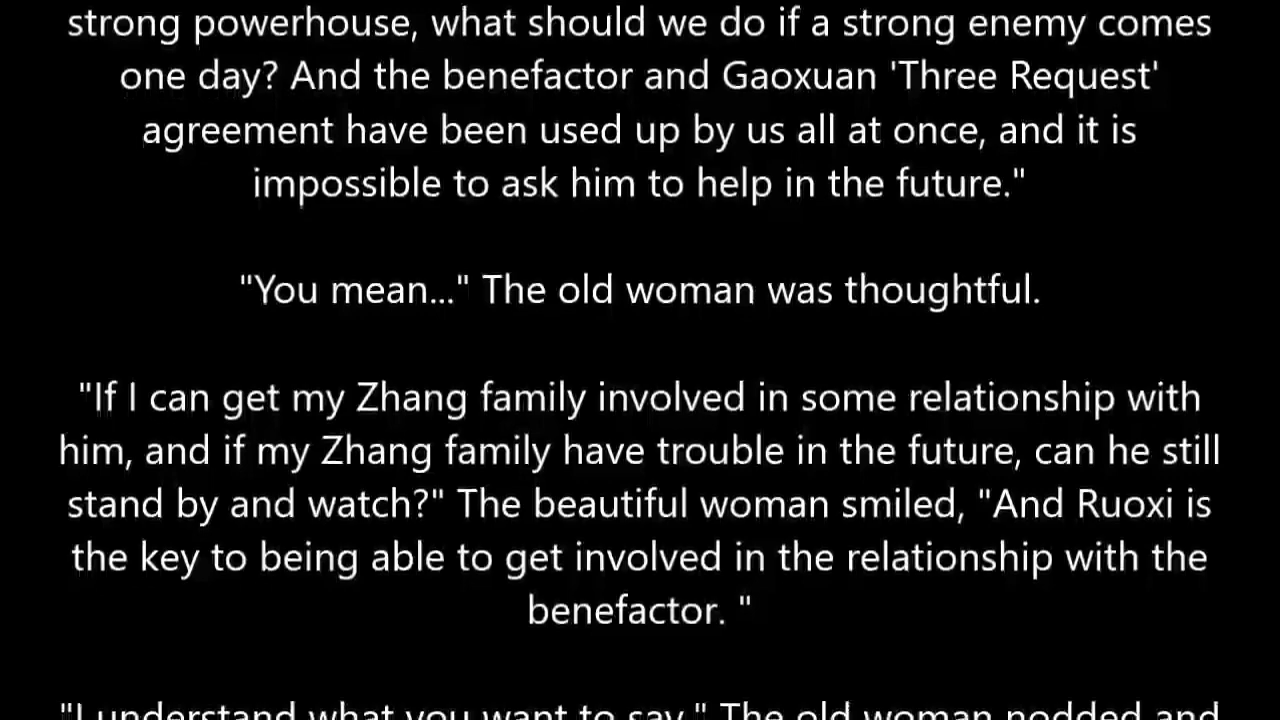 strong powerhouse, what should we do if a strong enemy comes
one day? And the benefactor and Gaoxuan 'Three Request'
agreement have been used up by us all at once, and it is
impossible to ask him to help in the future."
"You mean..." The old woman was thoughtful.
"If I can get my Zhang family involved in some relationship with
him, and if my Zhang family have trouble in the future, can he still
stand by and watch?" The beautiful woman smiled, "And Ruoxi is
the key to being able to get involved in the relationship with the
benefactor. "
"I understand what you want to say." The old woman nodded and